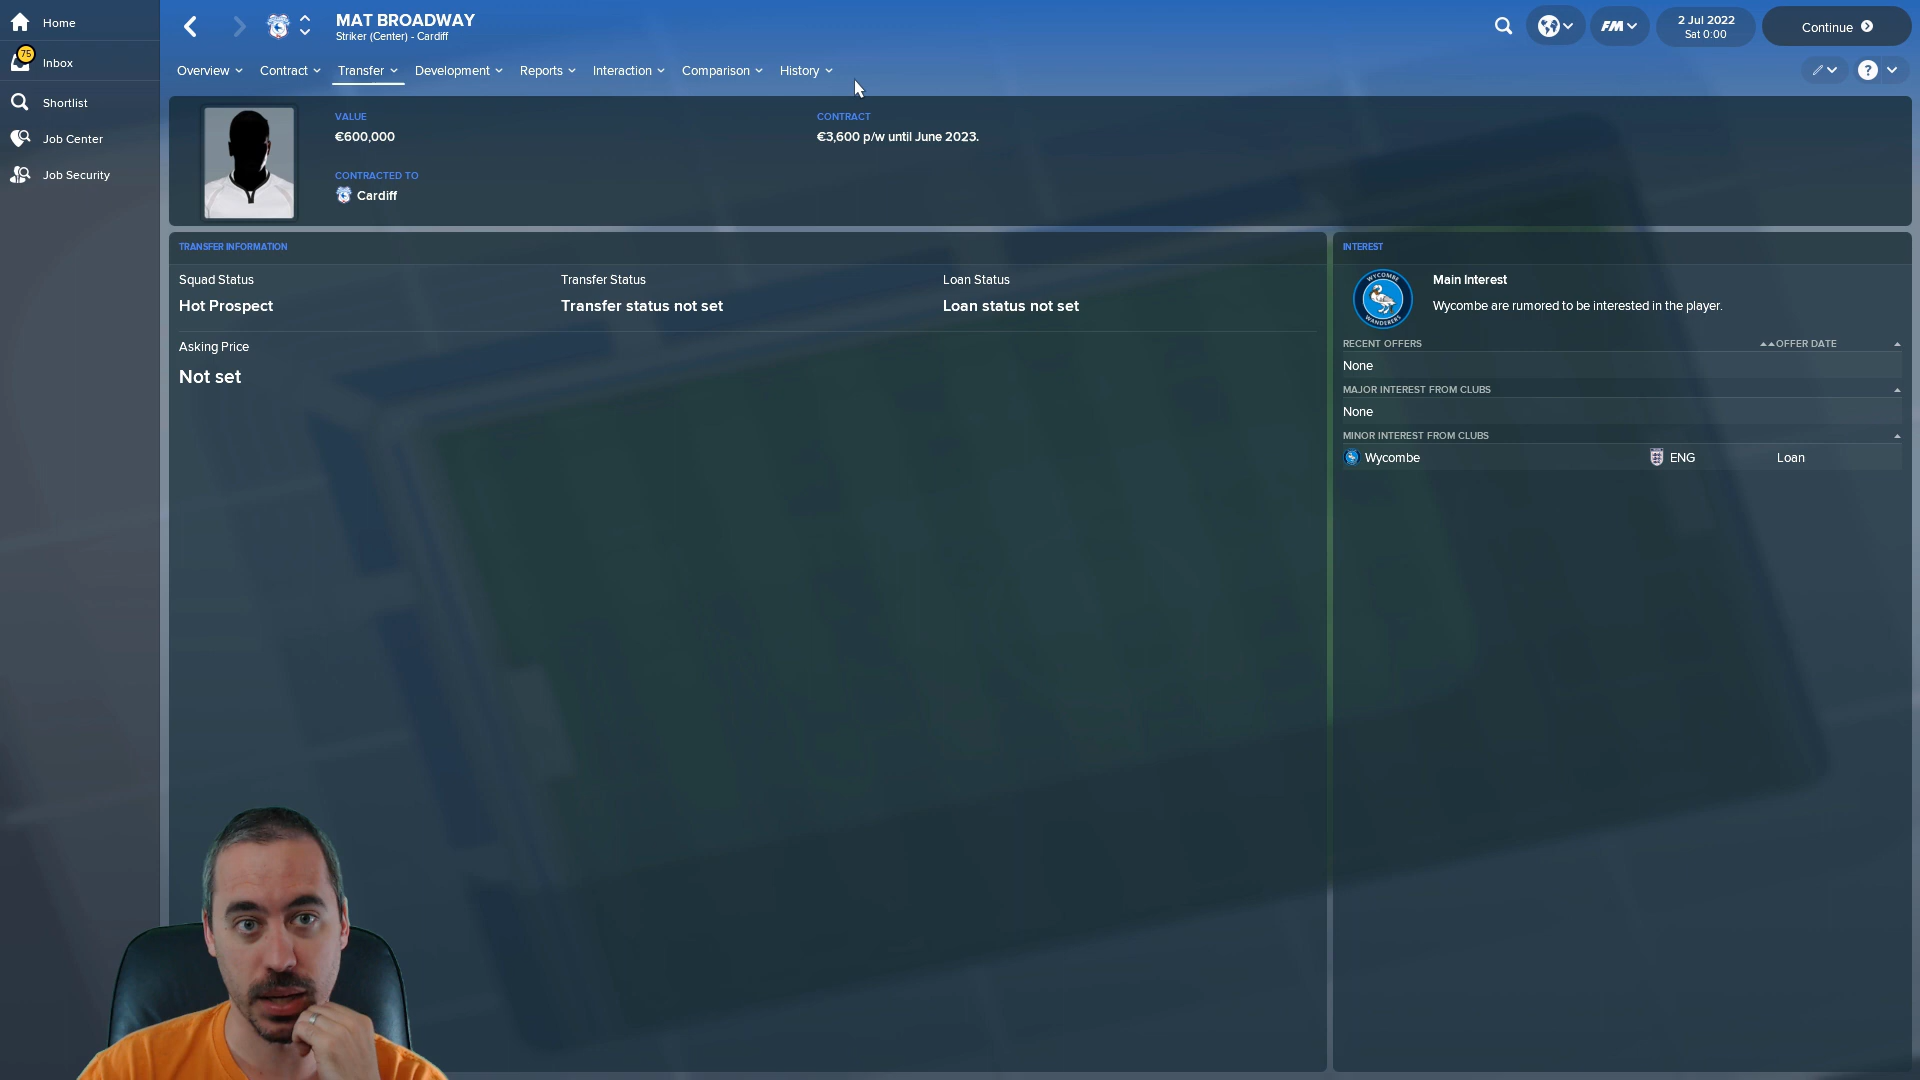 Home
75
Inbox
Shortlist
Job Center
Job Security
MAT BROADWAY
Striker (Center) - Cardiff
FM
2 Jul 2022
Sat 0:00
Continue
Overview
Contract
Transfer
Development
Reports
Interaction
Comparison
History
?
VALUE
€600,000
CONTRACT
€3,600 p/w until June 2023.
CONTRACTED TO
Cardiff
TRANSFER INFORMATION
Squad Status
Transfer Status
Loan Status
Hot Prospect
Transfer status not set
Loan status not set
Asking Price
Not set
INTEREST
WYCOMBE
WANDERERS
Main Interest
Wycombe are rumored to be interested in the player.
RECENT OFFERS
OFFER DATE
None
MAJOR INTEREST FROM CLUBS
None
MINOR INTEREST FROM CLUBS
Wycombe
ENG
Loan